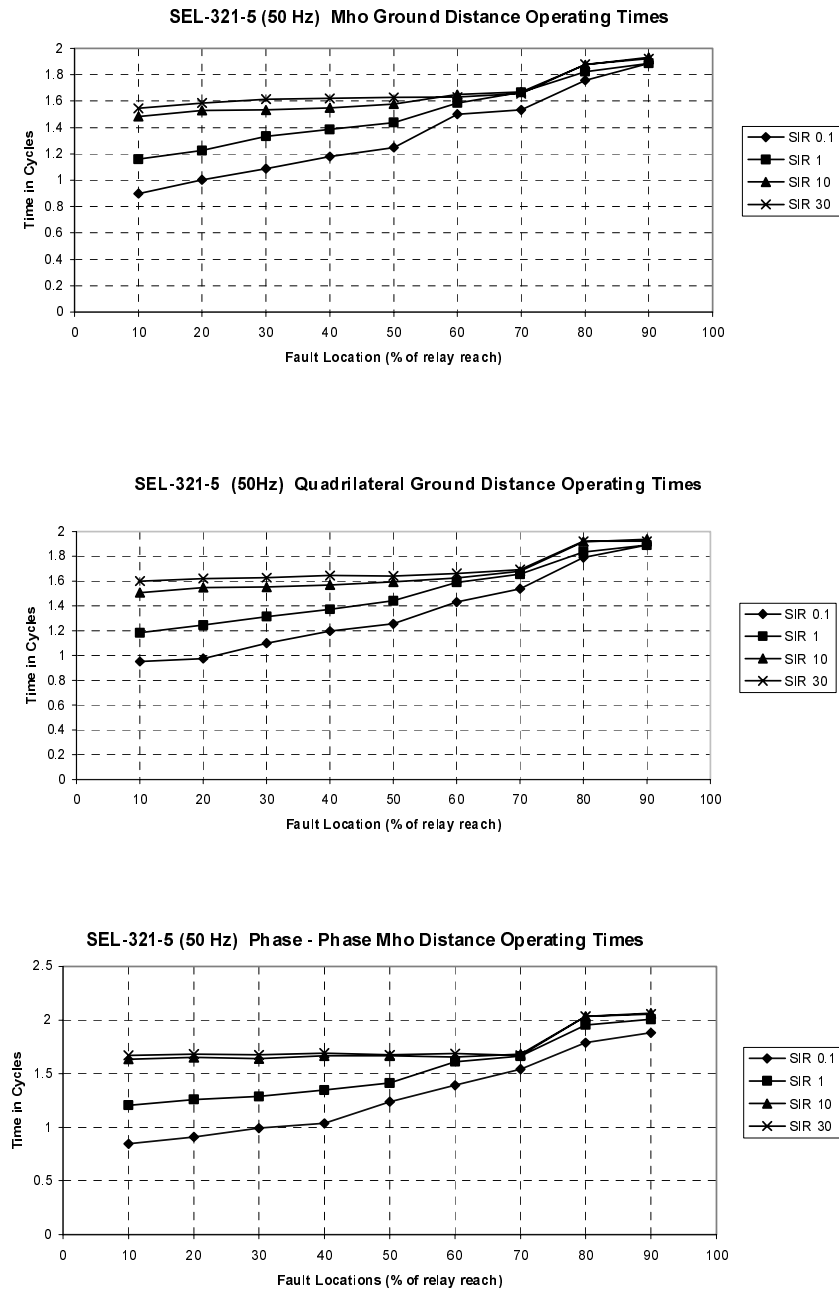 SEL-321-5 (50 Hz) Mho Ground Distance Operating Times
2
1.8
1.6
1.4
1.2
1
0.8
0.6
0.4
0.2
0
Time in Cycles
0 10 20 30 40 50 60 70 80 90 100
Fault Location (% of relay reach)
SIR 0.1
SIR 1
SIR 10
SIR 30
SEL-321-5 (50Hz) Quadrilateral Ground Distance Operating Times
2
1.8
1.6
1.4
1.2
1
0.8
0.6
0.4
0.2
0
Time in Cycles
0 10 20 30 40 50 60 70 80 90 100
Fault Location (% of relay reach)
SIR 0.1
SIR 1
SIR 10
SIR 30
SEL-321-5 (50 Hz) Phase - Phase Mho Distance Operating Times
2.5
2
1.5
1
0.5
0
Time in Cycles
0 10 20 30 40 50 60 70 80 90 100
Fault Locations (% of relay reach)
SIR 0.1
SIR 1
SIR 10
SIR 30